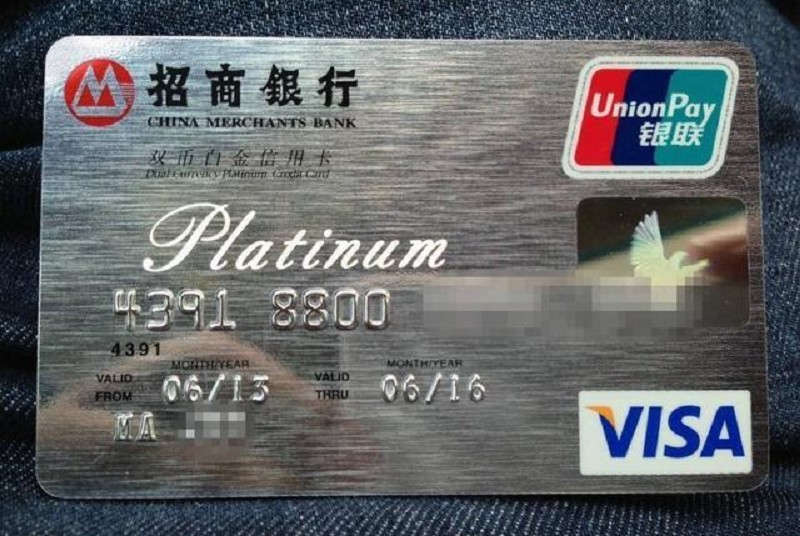 招商銀行
CHINA MERCHANTS BANK
双币白金信用卡
Dual Currency Platinum Credit Card
UnionPay
银联
Platinum
4391 8800
4391
MONTH/YEAR
VALID FROM 06/13
MONTH/YEAR
VALID THRU 06/16
MA
VISA